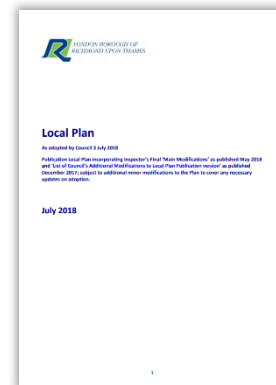 LONDON BOROUGH OF
RICHMOND UPON THAMES
Local Plan
As adopted by Council 3 July 2018
Publication Local Plan incorporating Inspector's Final 'Main Modifications' as published May 2018
and 'List of Council's Additional Modifications to Local Plan Publication version' as published
December 2017; subject to additional minor modifications to the Plan to cover any necessary
updates on adoption.
July 2018